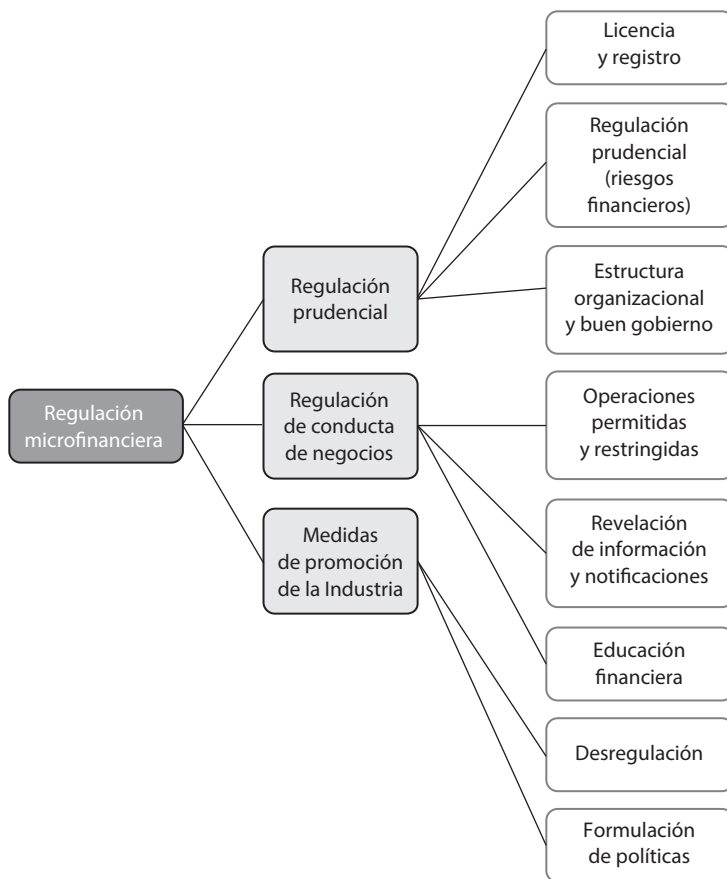 Regulación
microfinanciera
Regulación
prudencial
Regulación
de conducta
de negocios
Medidas
de promoción
de la Industria
Licencia
y registro
Regulación
prudencial
(riesgos
financieros)
Estructura
organizacional
y buen gobierno
Operaciones
permitidas
y restringidas
Revelación
de información
y notificaciones
Educación
financiera
Desregulación
Formulación
de políticas